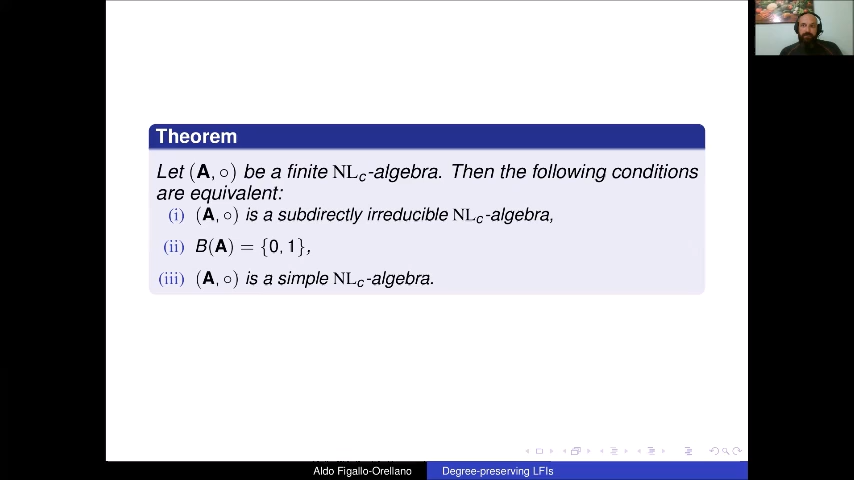 Theorem
Let (A, ∘) be a finite NL_c-algebra. Then the following conditions
are equivalent:
(i) (A, ∘) is a subdirectly irreducible NL_c-algebra,
(ii) B(A) = {0, 1},
(iii) (A, ∘) is a simple NL_c-algebra.
Aldo Figallo-Orellano Degree-preserving LFIs